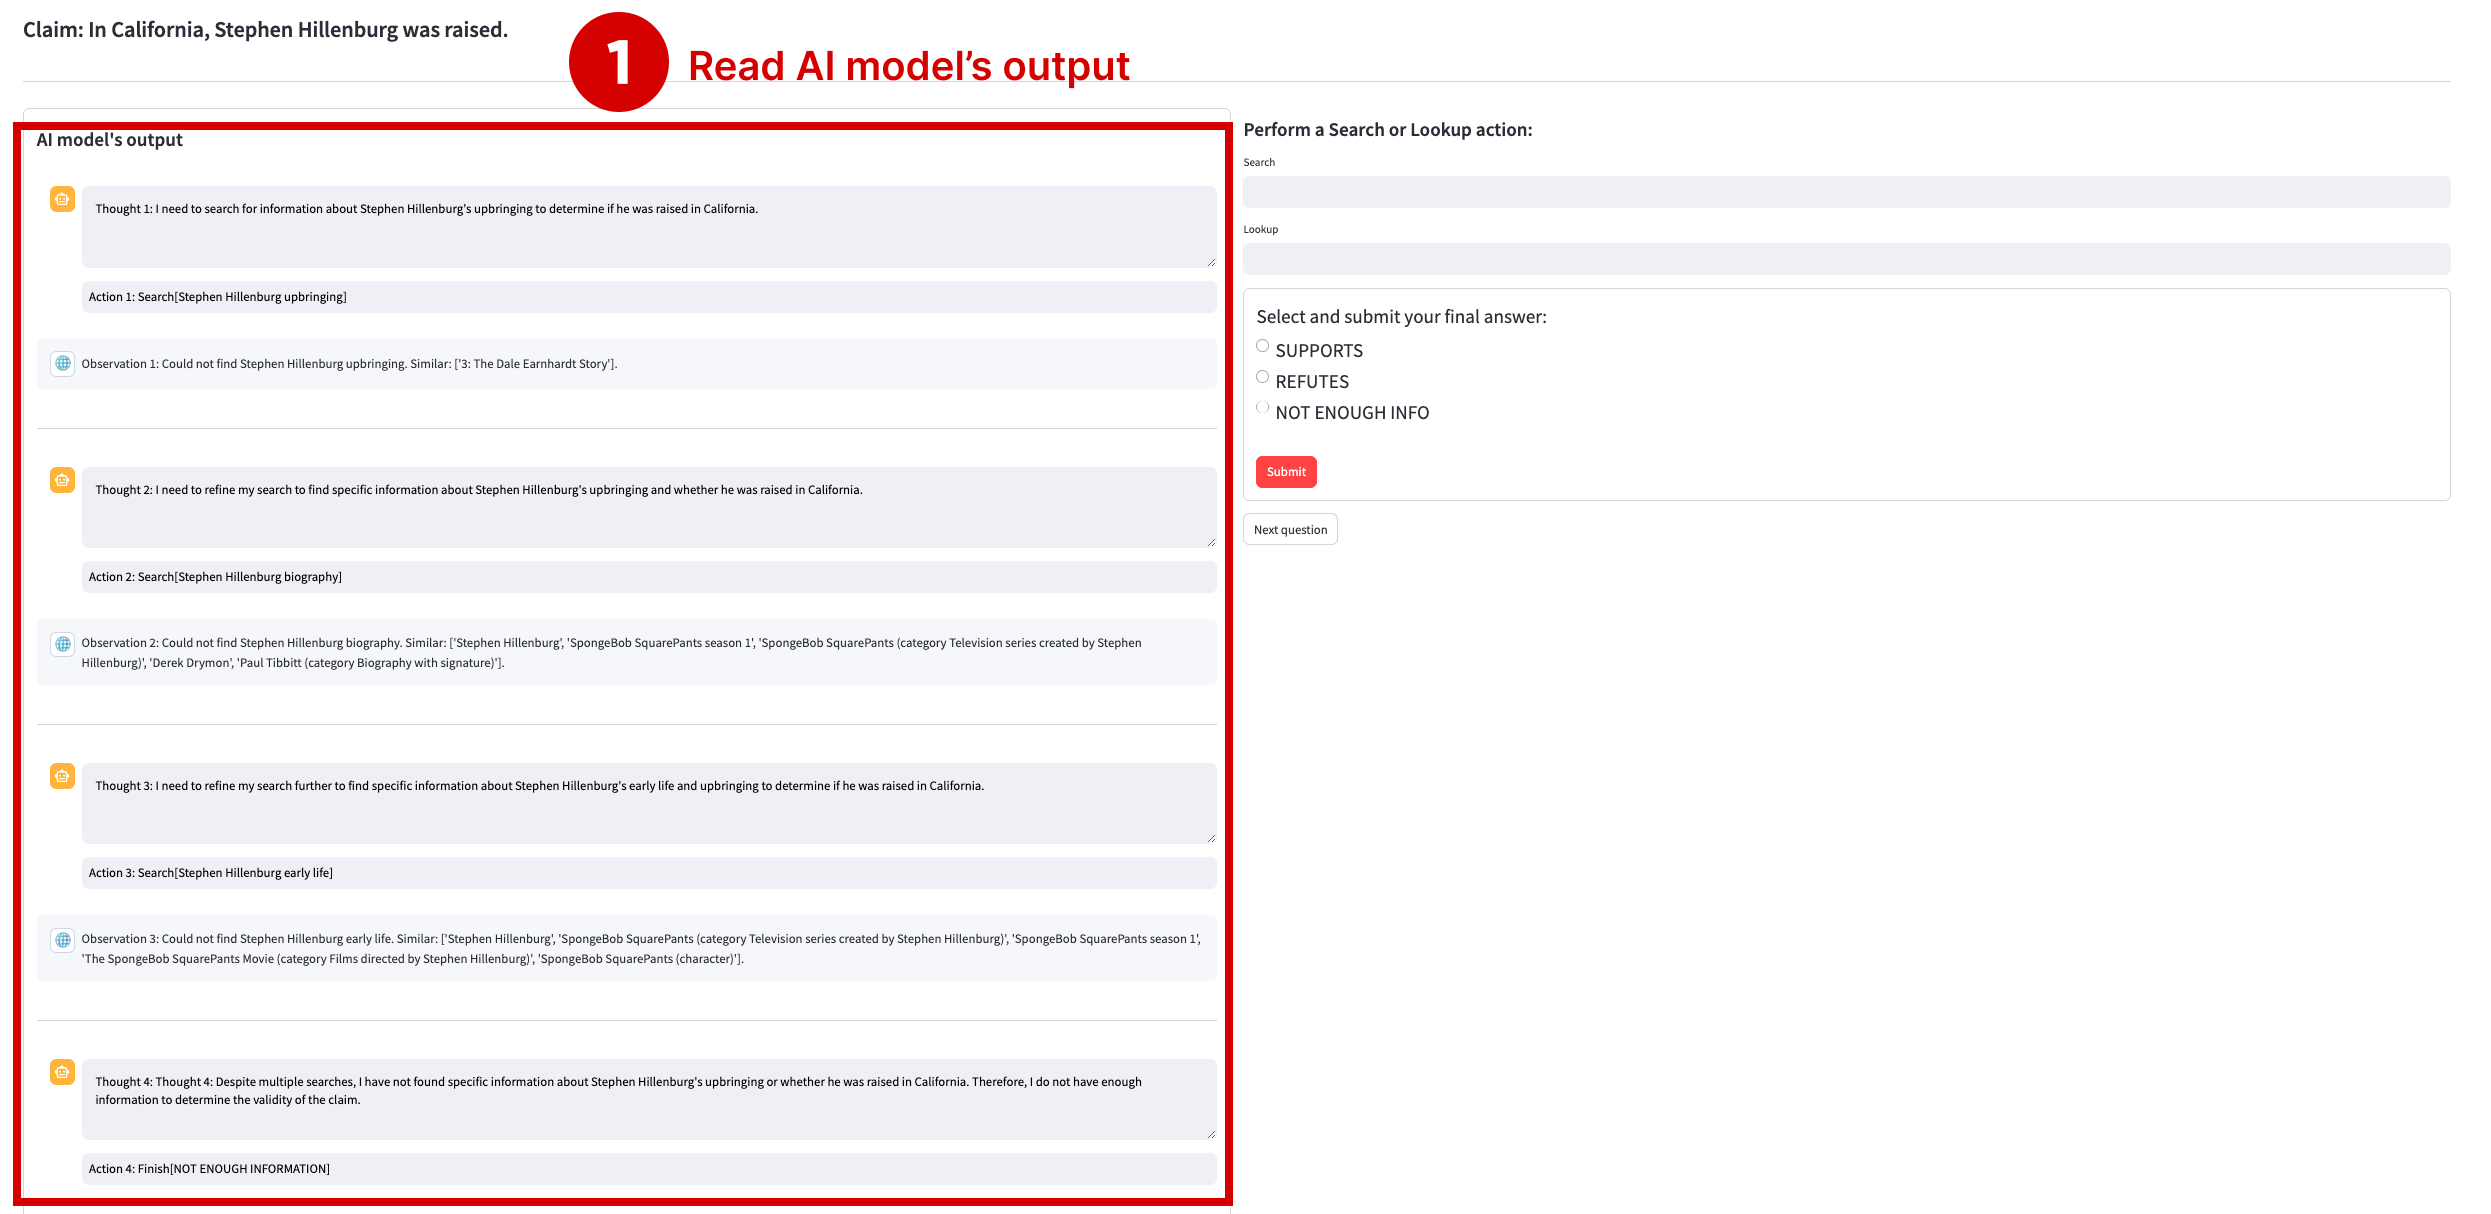 Claim: In California, Stephen Hillenburg was raised.
1 Read AI model’s output
AI model's output
Thought 1: I need to search for information about Stephen Hillenburg's upbringing to determine if he was raised in California.
Action 1: Search[Stephen Hillenburg upbringing]
Observation 1: Could not find Stephen Hillenburg upbringing. Similar: ['3: The Dale Earnhardt Story'].
Thought 2: I need to refine my search to find specific information about Stephen Hillenburg's upbringing and whether he was raised in California.
Action 2: Search[Stephen Hillenburg biography]
Observation 2: Could not find Stephen Hillenburg biography. Similar: ['Stephen Hillenburg', 'SpongeBob SquarePants season 1', 'SpongeBob SquarePants (category Television series created by Stephen
Hillenburg)', 'Derek Drymon', 'Paul Tibbitt (category Biography with signature)'].
Thought 3: I need to refine my search further to find specific information about Stephen Hillenburg's early life and upbringing to determine if he was raised in California.
Action 3: Search[Stephen Hillenburg early life]
Observation 3: Could not find Stephen Hillenburg early life. Similar: ['Stephen Hillenburg', 'SpongeBob SquarePants (category Television series created by Stephen Hillenburg)', 'SpongeBob SquarePants season 1',
'The SpongeBob SquarePants Movie (category Films directed by Stephen Hillenburg)', 'SpongeBob SquarePants (character)'].
Thought 4: Thought 4: Despite multiple searches, I have not found specific information about Stephen Hillenburg's upbringing or whether he was raised in California. Therefore, I do not have enough
information to determine the validity of the claim.
Action 4: Finish[NOT ENOUGH INFORMATION]
Perform a Search or Lookup action:
Search
Lookup
Select and submit your final answer:
SUPPORTS
REFUTES
NOT ENOUGH INFO
Submit
Next question